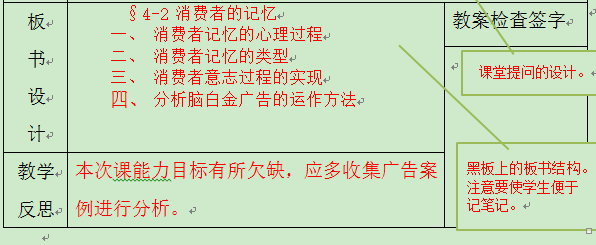 板书设计
§4-2 消费者的记忆
一、 消费者记忆的心理过程
二、 消费者记忆的类型
三、 消费者意志过程的实现
四、 分析脑白金广告的运作方法
教案检查签字
课堂提问的设计。
教学
反思
本次课能力目标有所欠缺，应多收集广告案
例进行分析。
黑板上的板书结构。
注意要使学生便于
记笔记。